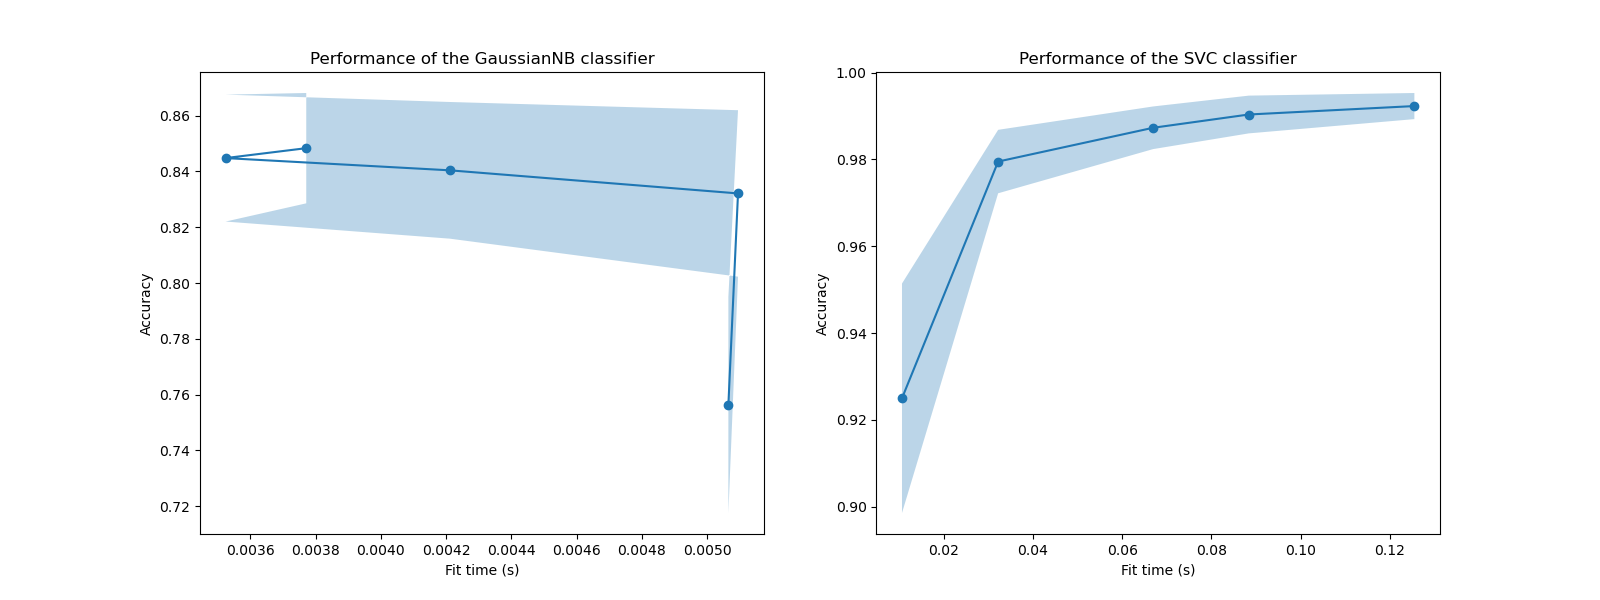 Performance of the GaussianNB classifier
Accuracy
0.86
0.84
0.82
0.80
0.78
0.76
0.74
0.72
0.0036 0.0038 0.0040 0.0042 0.0044 0.0046 0.0048 0.0050
Fit time (s)
Performance of the SVC classifier
Accuracy
1.00
0.98
0.96
0.94
0.92
0.90
0.02 0.04 0.06 0.08 0.10 0.12
Fit time (s)